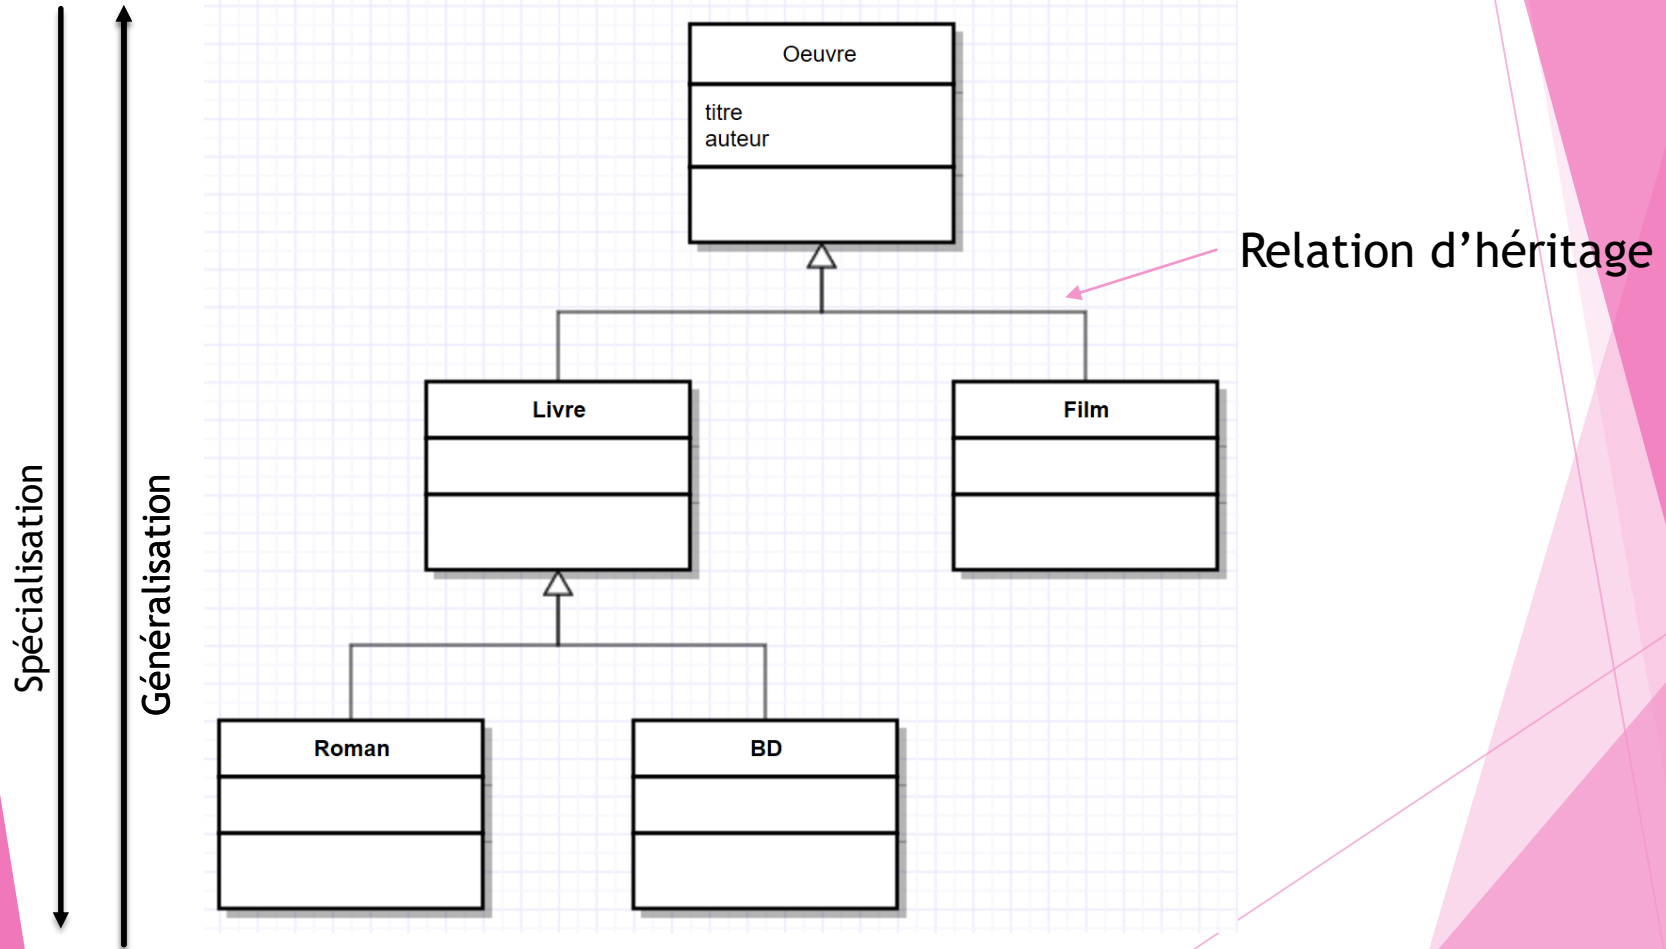 Oeuvre
titre
auteur
Relation d’héritage
Livre
Film
Spécialisation
Généralisation
Roman
BD